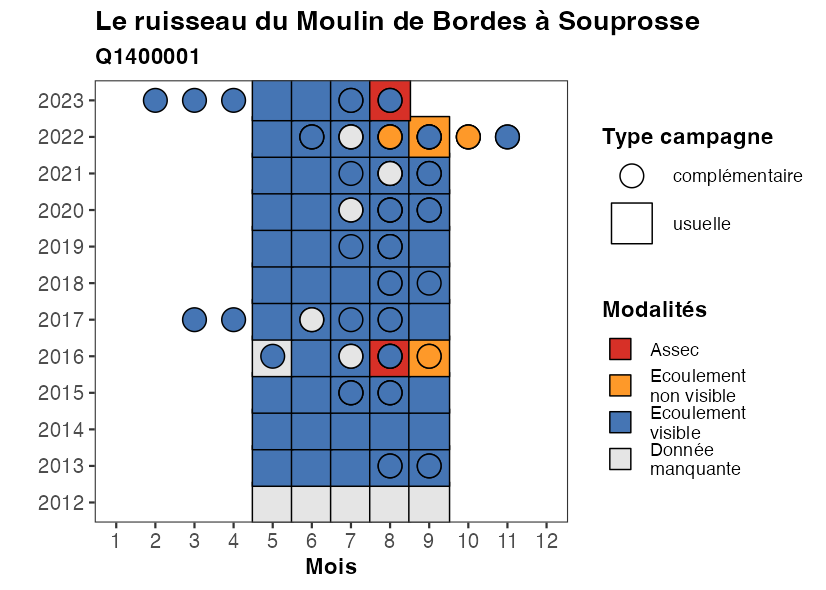 Le ruisseau du Moulin de Bordes à Souprosse
Q1400001
2023
2022
2021
2020
2019
2018
2017
2016
2015
2014
2013
2012
1 2 3 4 5 6 7 8 9 10 11 12
Mois
Type campagne
complémentaire
usuelle
Modalités
Assec
Ecoulement
non visible
Ecoulement
visible
Donnée
manquante